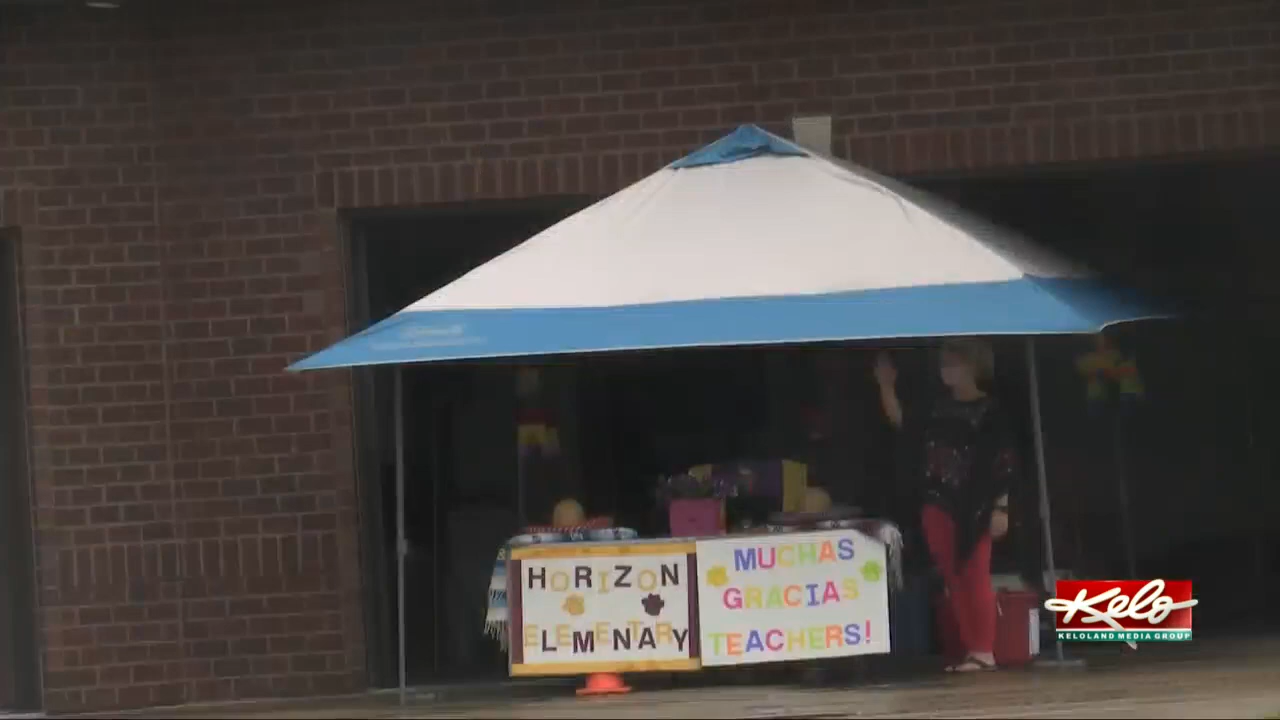 HORIZON
ELEMENTARY
MUCHAS
GRACIAS
TEACHERS!
Kelo
KELOLAND MEDIA GROUP